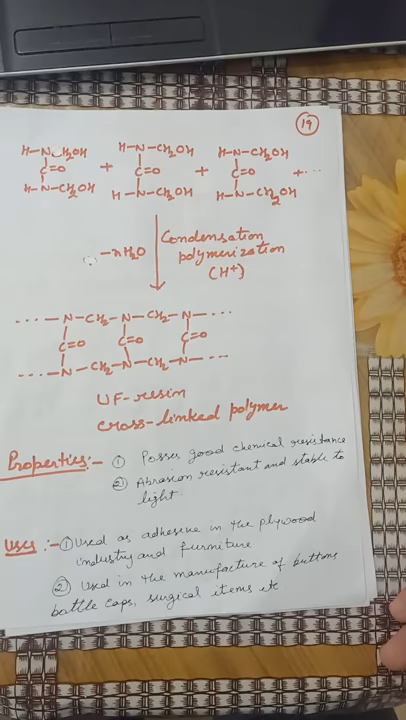 19
H-N-CH₂OH   H-N-CH₂OH   H-N-CH₂OH
C=O + C=O + C=O + ...
H-N-CH₂OH   H-N-CH₂OH   H-N-CH₂OH
-nH₂O Condensation
polymerization
(H⁺)
...-N-CH₂-N-CH₂-N-...
C=O   C=O   C=O
...-N-CH₂-N-CH₂-N-...
UF-resin
cross-linked polymer
Properties:- ① Posses good chemical resistance
② Abrasion resistant and stable to
light.
Uses:- ① Used as adhesive in the plywood
industry and furniture
② Used in the manufacture of buttons
bottle caps, surgical items etc